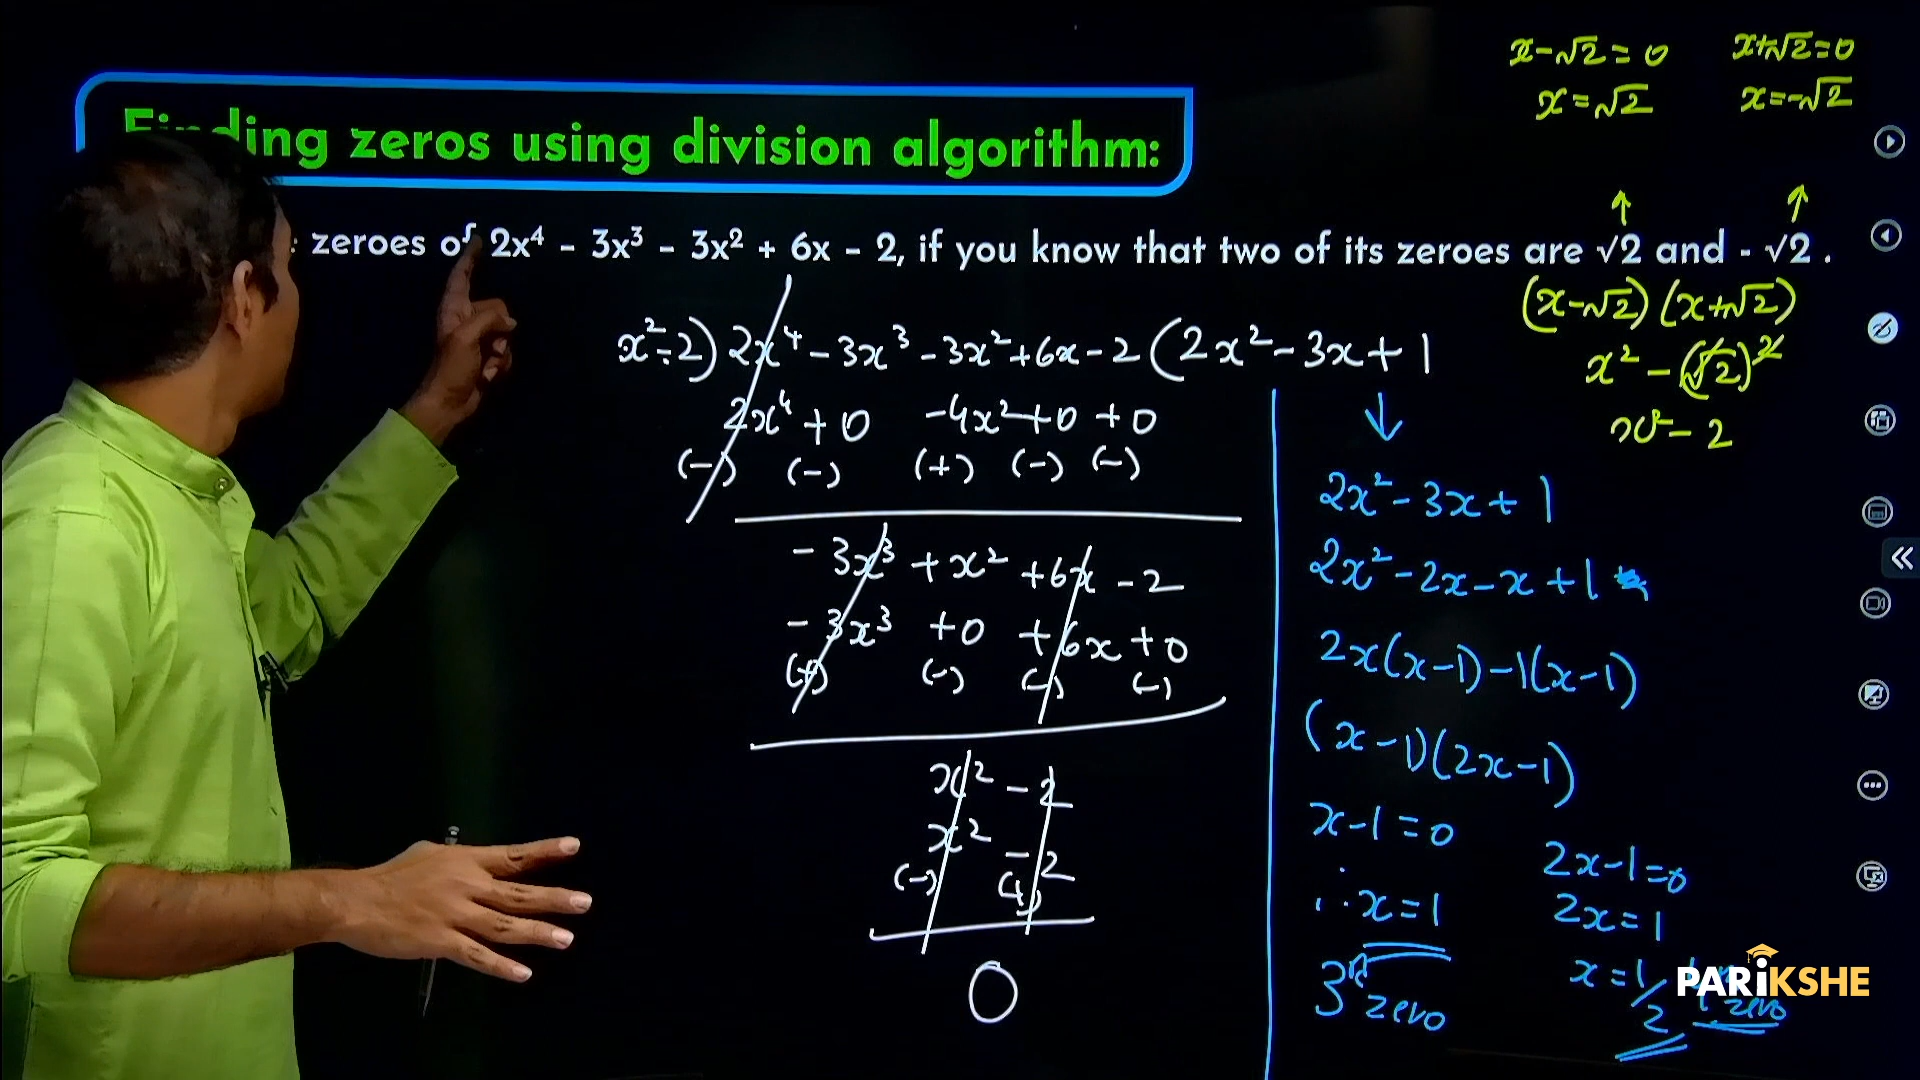 x-√2=0 x+√2=0
x=√2 x=-√2
Finding zeros using division algorithm:
: zeroes of 2x⁴ - 3x³ - 3x² + 6x - 2, if you know that two of its zeroes are √2 and - √2 .
(x-√2)(x+√2)
x²-2) 2x⁴-3x³-3x²+6x-2 (2x²-3x+1
x²-(√2)²
x²-2
2x⁴+0 -4x²+0+0
(-) (-) (+) (-) (-)
-3x³+x²+6x-2
-3x³+0+6x+0
(+) (-) (-) (-)
x²-2
x²-2
(-) (+)
0
2x²-3x+1
2x²-2x-x+1
2x(x-1)-1(x-1)
(x-1)(2x-1)
x-1=0
∴x=1
3 zero
2x-1=0
2x=1
x=1/2
zero
PARIKSHE